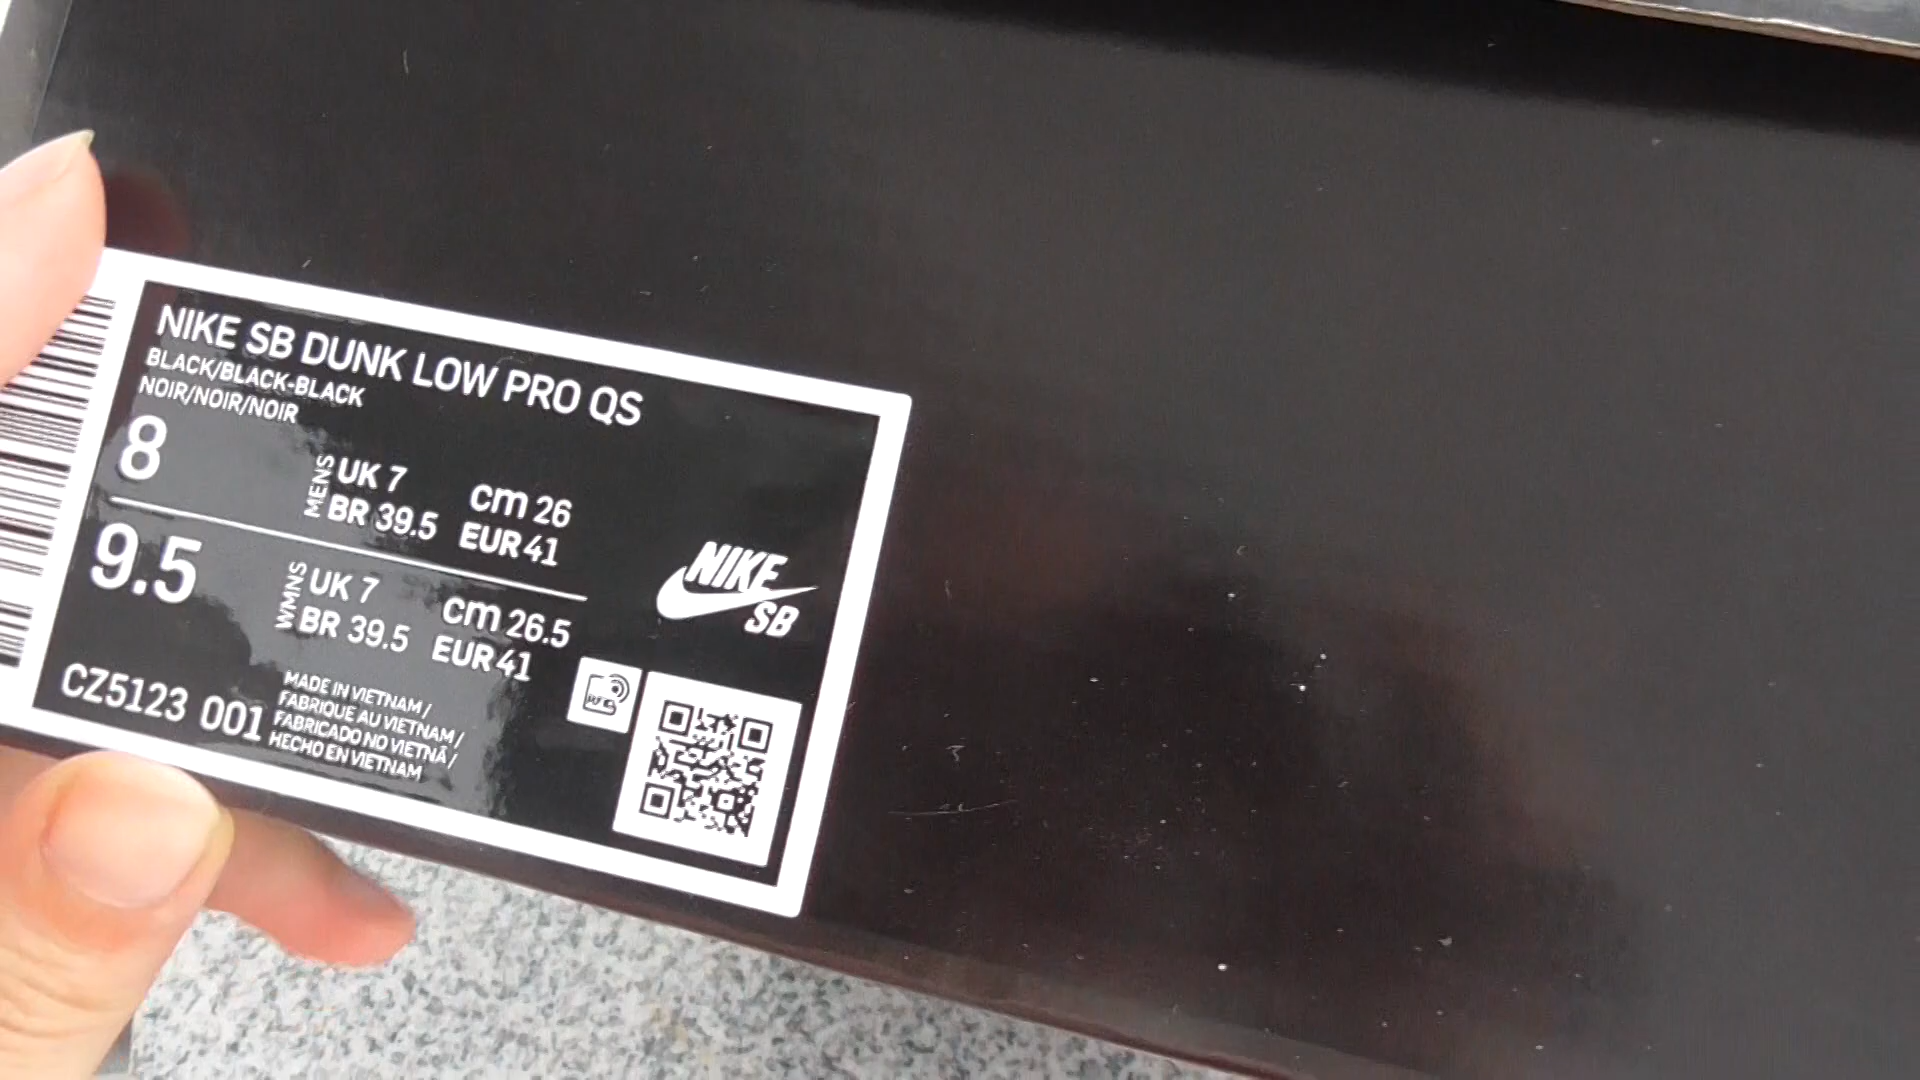 NIKE SB DUNK LOW PRO QS
BLACK/BLACK-BLACK
NOIR/NOIR/NOIR
8
MENS
UK 7
cm 26
BR 39.5
EUR 41
9.5
WMNS
UK 7
cm 26.5
BR 39.5
EUR 41
NIKE
SB
CZ5123 001
MADE IN VIETNAM /
FABRIQUE AU VIETNAM /
FABRICADO NO VIETNÃ /
HECHO EN VIETNAM